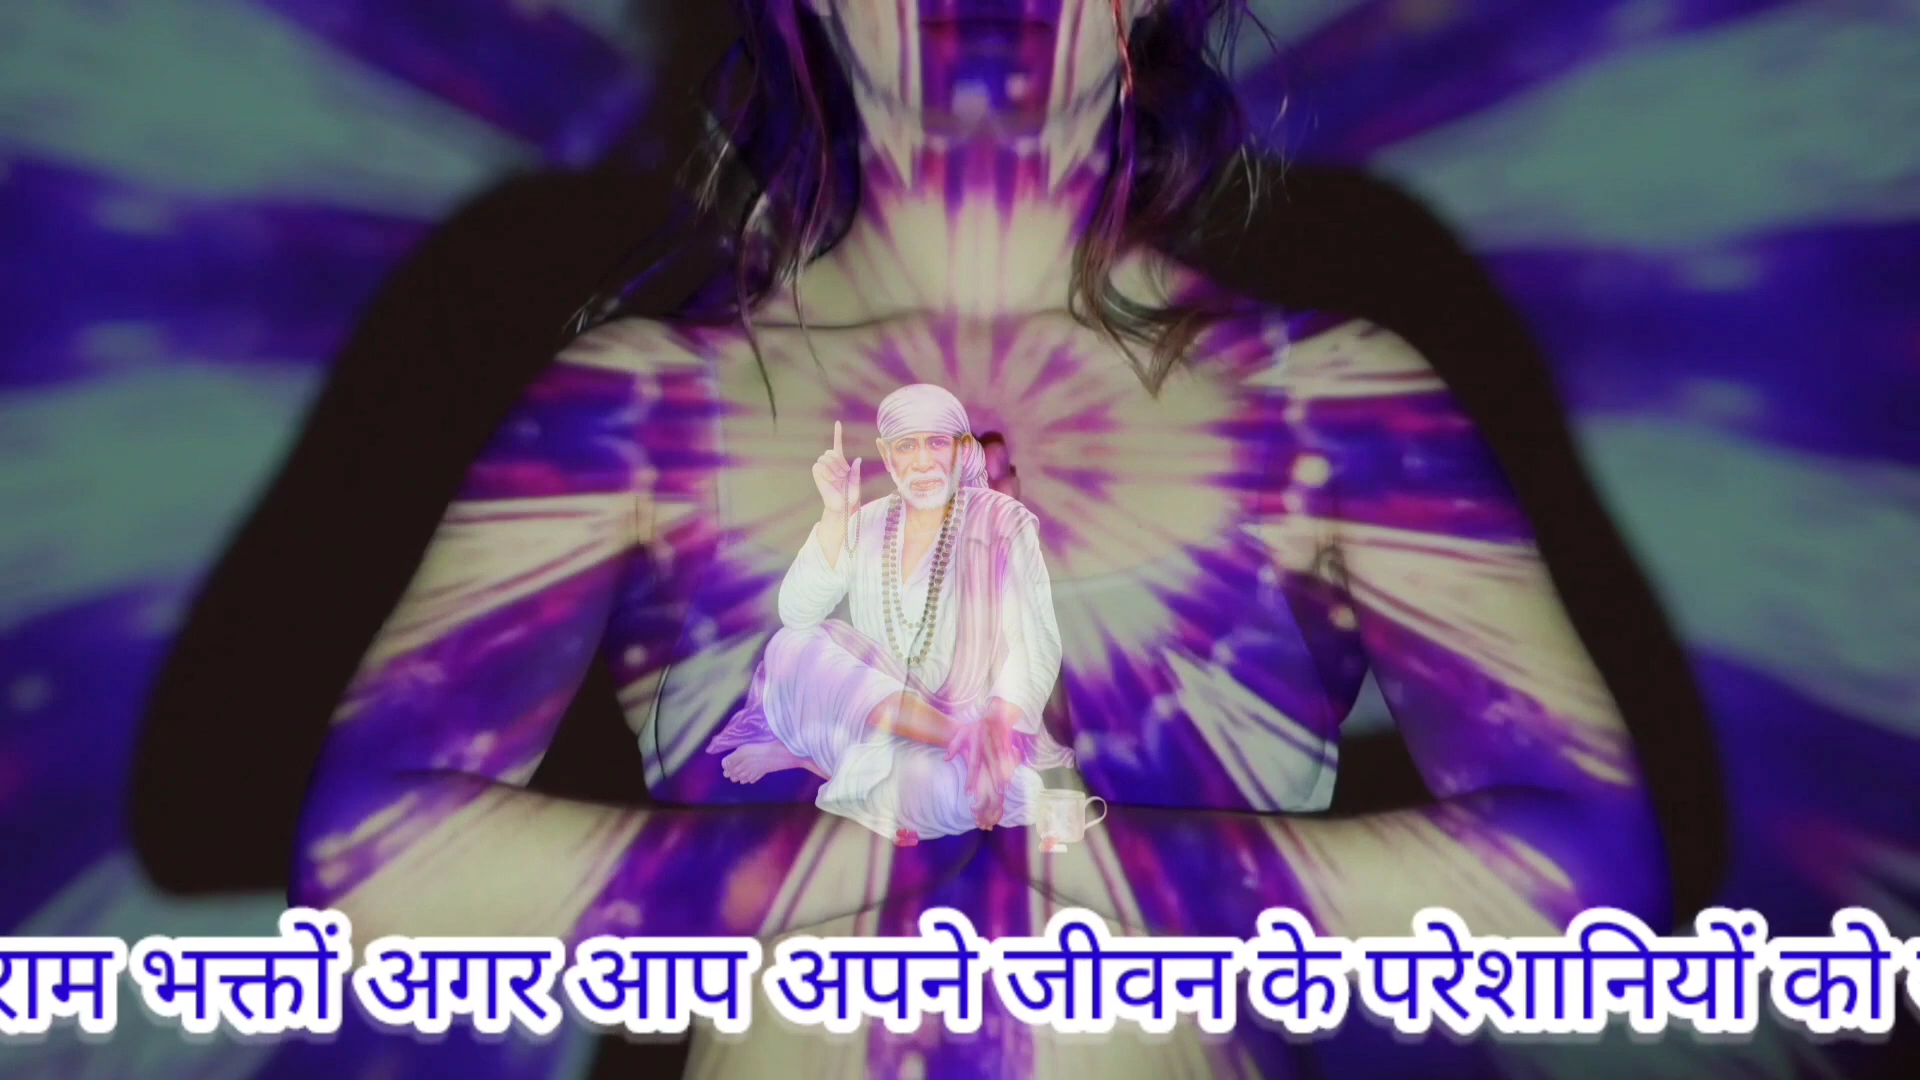 राम भक्तों अगर आप अपने जीवन के परेशानियों को